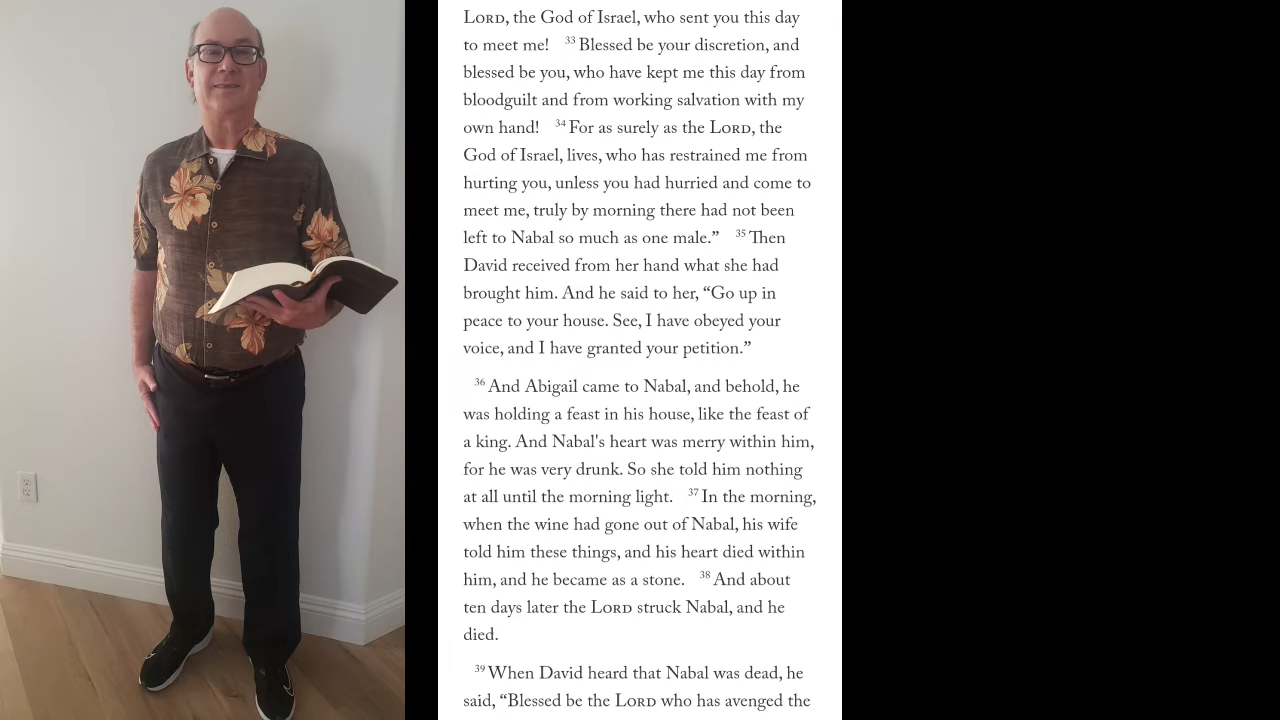 LORD, the God of Israel, who sent you this day
to meet me! 33 Blessed be your discretion, and
blessed be you, who have kept me this day from
bloodguilt and from working salvation with my
own hand! 34 For as surely as the LORD, the
God of Israel, lives, who has restrained me from
hurting you, unless you had hurried and come to
meet me, truly by morning there had not been
left to Nabal so much as one male.” 35 Then
David received from her hand what she had
brought him. And he said to her, “Go up in
peace to your house. See, I have obeyed your
voice, and I have granted your petition.”
36 And Abigail came to Nabal, and behold, he
was holding a feast in his house, like the feast of
a king. And Nabal's heart was merry within him,
for he was very drunk. So she told him nothing
at all until the morning light. 37 In the morning,
when the wine had gone out of Nabal, his wife
told him these things, and his heart died within
him, and he became as a stone. 38 And about
ten days later the LORD struck Nabal, and he
died.
39 When David heard that Nabal was dead, he
said, “Blessed be the LORD who has avenged the